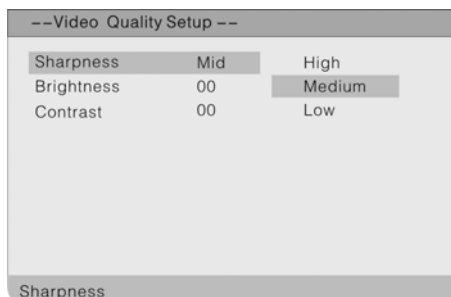 --Video Quality Setup --
Sharpness Mid High
Brightness 00 Medium
Contrast 00 Low
Sharpness